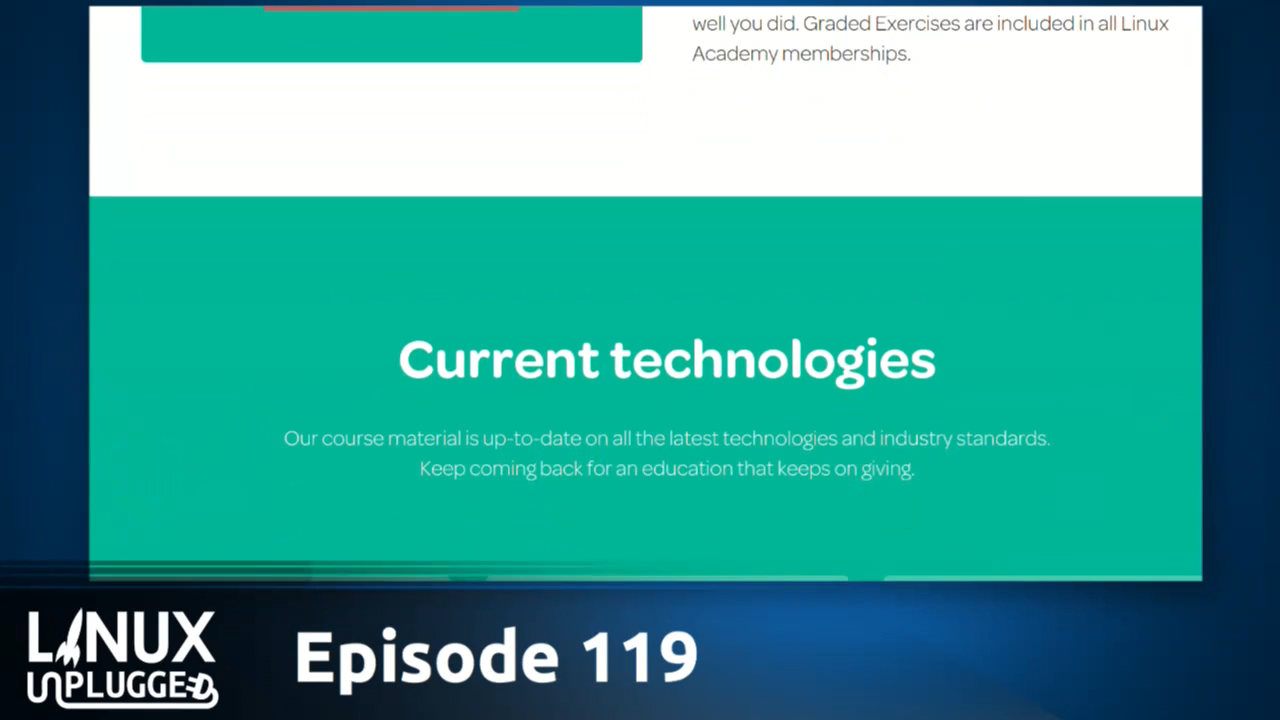 well you did. Graded Exercises are included in all Linux
Academy memberships.
Current technologies
Our course material is up-to-date on all the latest technologies and industry standards.
Keep coming back for an education that keeps on giving.
LINUX
UNPLUGGED
Episode 119